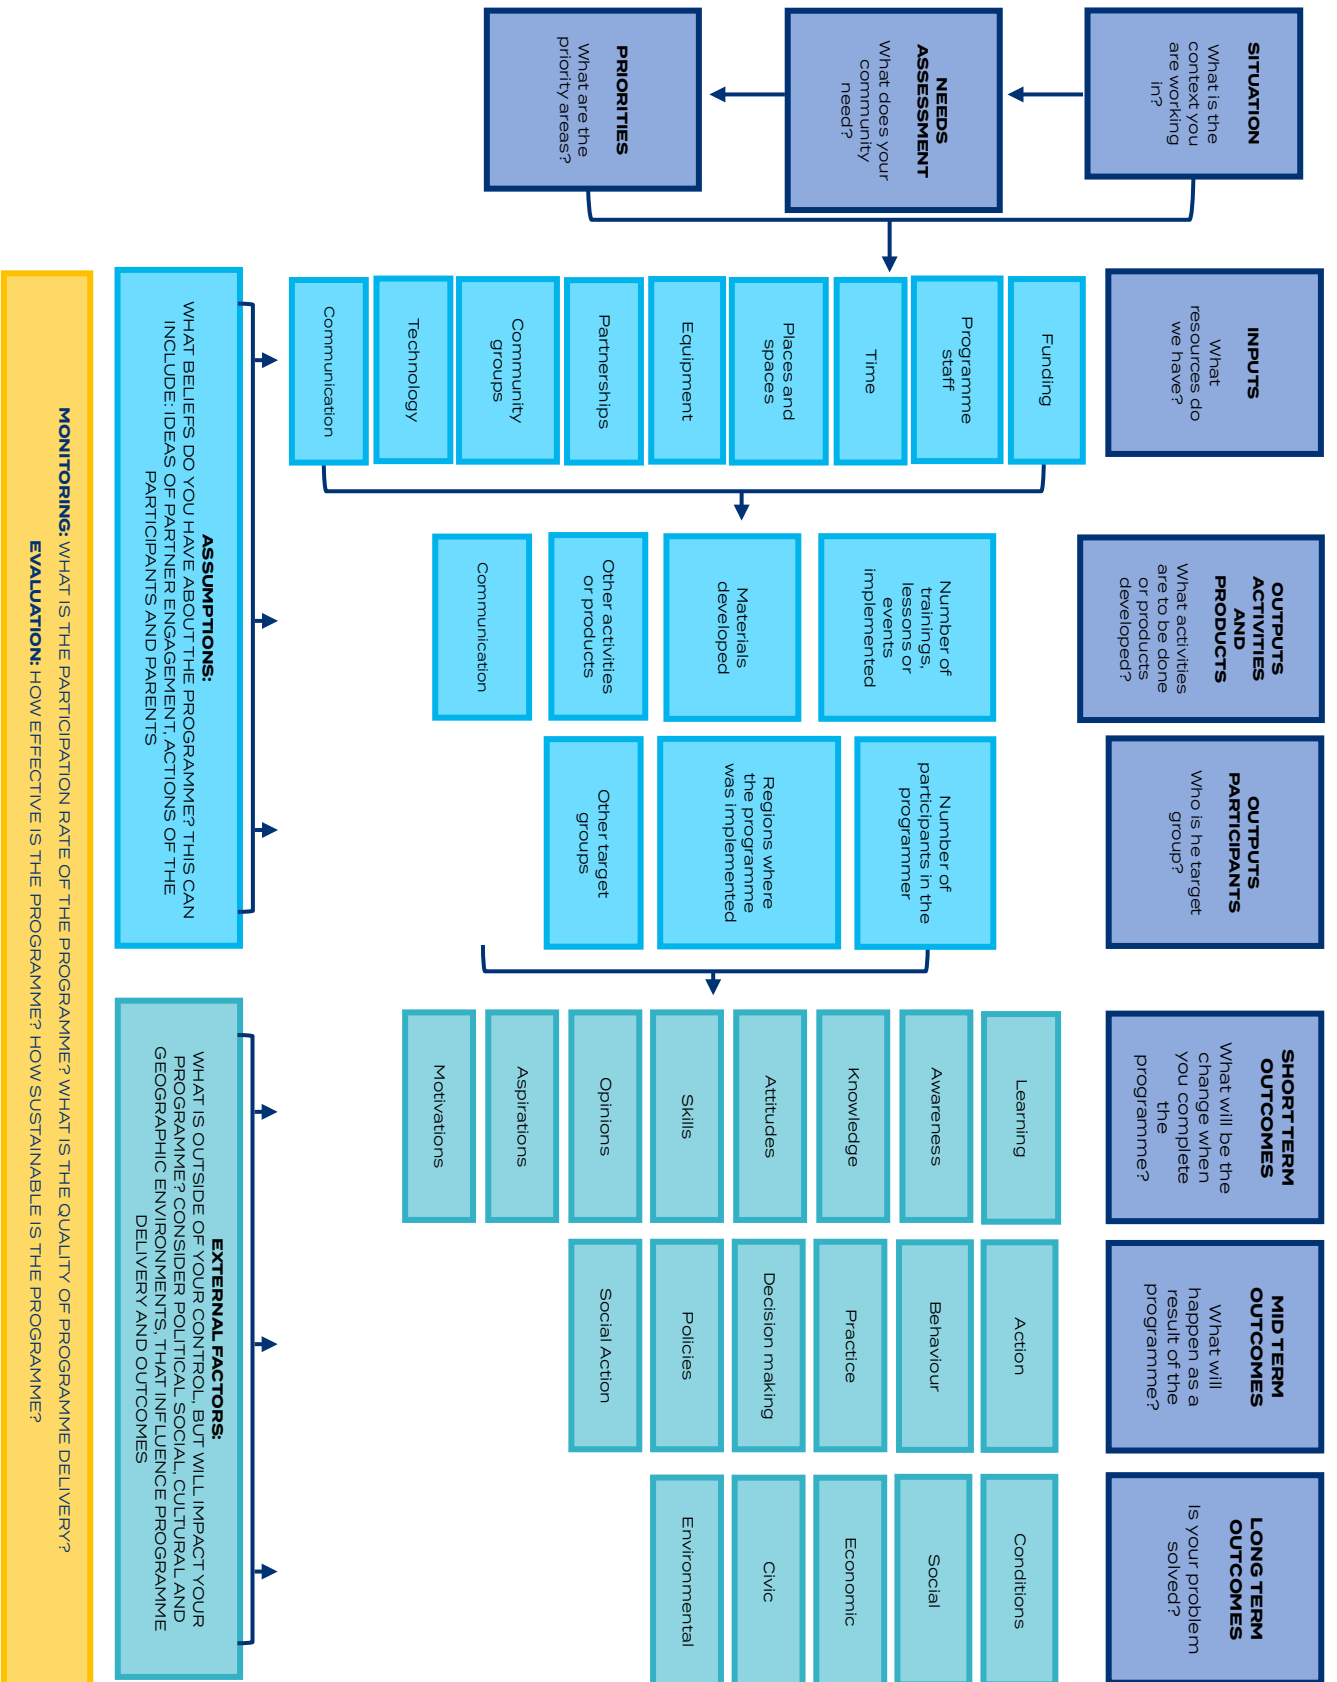 SITUATION
What is the
context you
are working
in?
NEEDS
ASSESSMENT
What does your
community
need?
PRIORITIES
What are the
priority areas?
INPUTS
What
resources do
we have?
Funding
Programme
staff
Time
Places and
spaces
Equipment
Partnerships
Community
groups
Technology
Communication
OUTPUTS
ACTIVITIES
AND
PRODUCTS
What activities
are to be done
or products
developed?
Number of
trainings,
lessons or
events
implemented
Materials
developed
Other activities
or products
Communication
OUTPUTS
PARTICIPANTS
Who is he target
group?
Number of
participants in the
programmer
Regions where
the programme
was implemented
Other target
groups
SHORT TERM
OUTCOMES
What will be the
change when
you complete
the
programme?
Learning
Awareness
Knowledge
Attitudes
Skills
Opinions
Aspirations
Motivations
MID TERM
OUTCOMES
What will
happen as a
result of the
programme?
Action
Behaviour
Practice
Decision making
Policies
Social Action
LONG TERM
OUTCOMES
Is your problem
solved?
Conditions
Social
Economic
Civic
Environmental
ASSUMPTIONS:
WHAT BELIEFS DO YOU HAVE ABOUT THE PROGRAMME? THIS CAN
INCLUDE: IDEAS OF PARTNER ENGAGEMENT, ACTIONS OF THE
PARTICIPANTS AND PARENTS
EXTERNAL FACTORS:
WHAT IS OUTSIDE OF YOUR CONTROL, BUT WILL IMPACT YOUR
PROGRAMME? CONSIDER POLITICAL SOCIAL, CULTURAL AND
GEOGRAPHIC ENVIRONMENTS, THAT INFLUENCE PROGRAMME
DELIVERY AND OUTCOMES
MONITORING: WHAT IS THE PARTICIPATION RATE OF THE PROGRAMME? WHAT IS THE QUALITY OF PROGRAMME DELIVERY?
EVALUATION: HOW EFFECTIVE IS THE PROGRAMME? HOW SUSTAINABLE IS THE PROGRAMME?